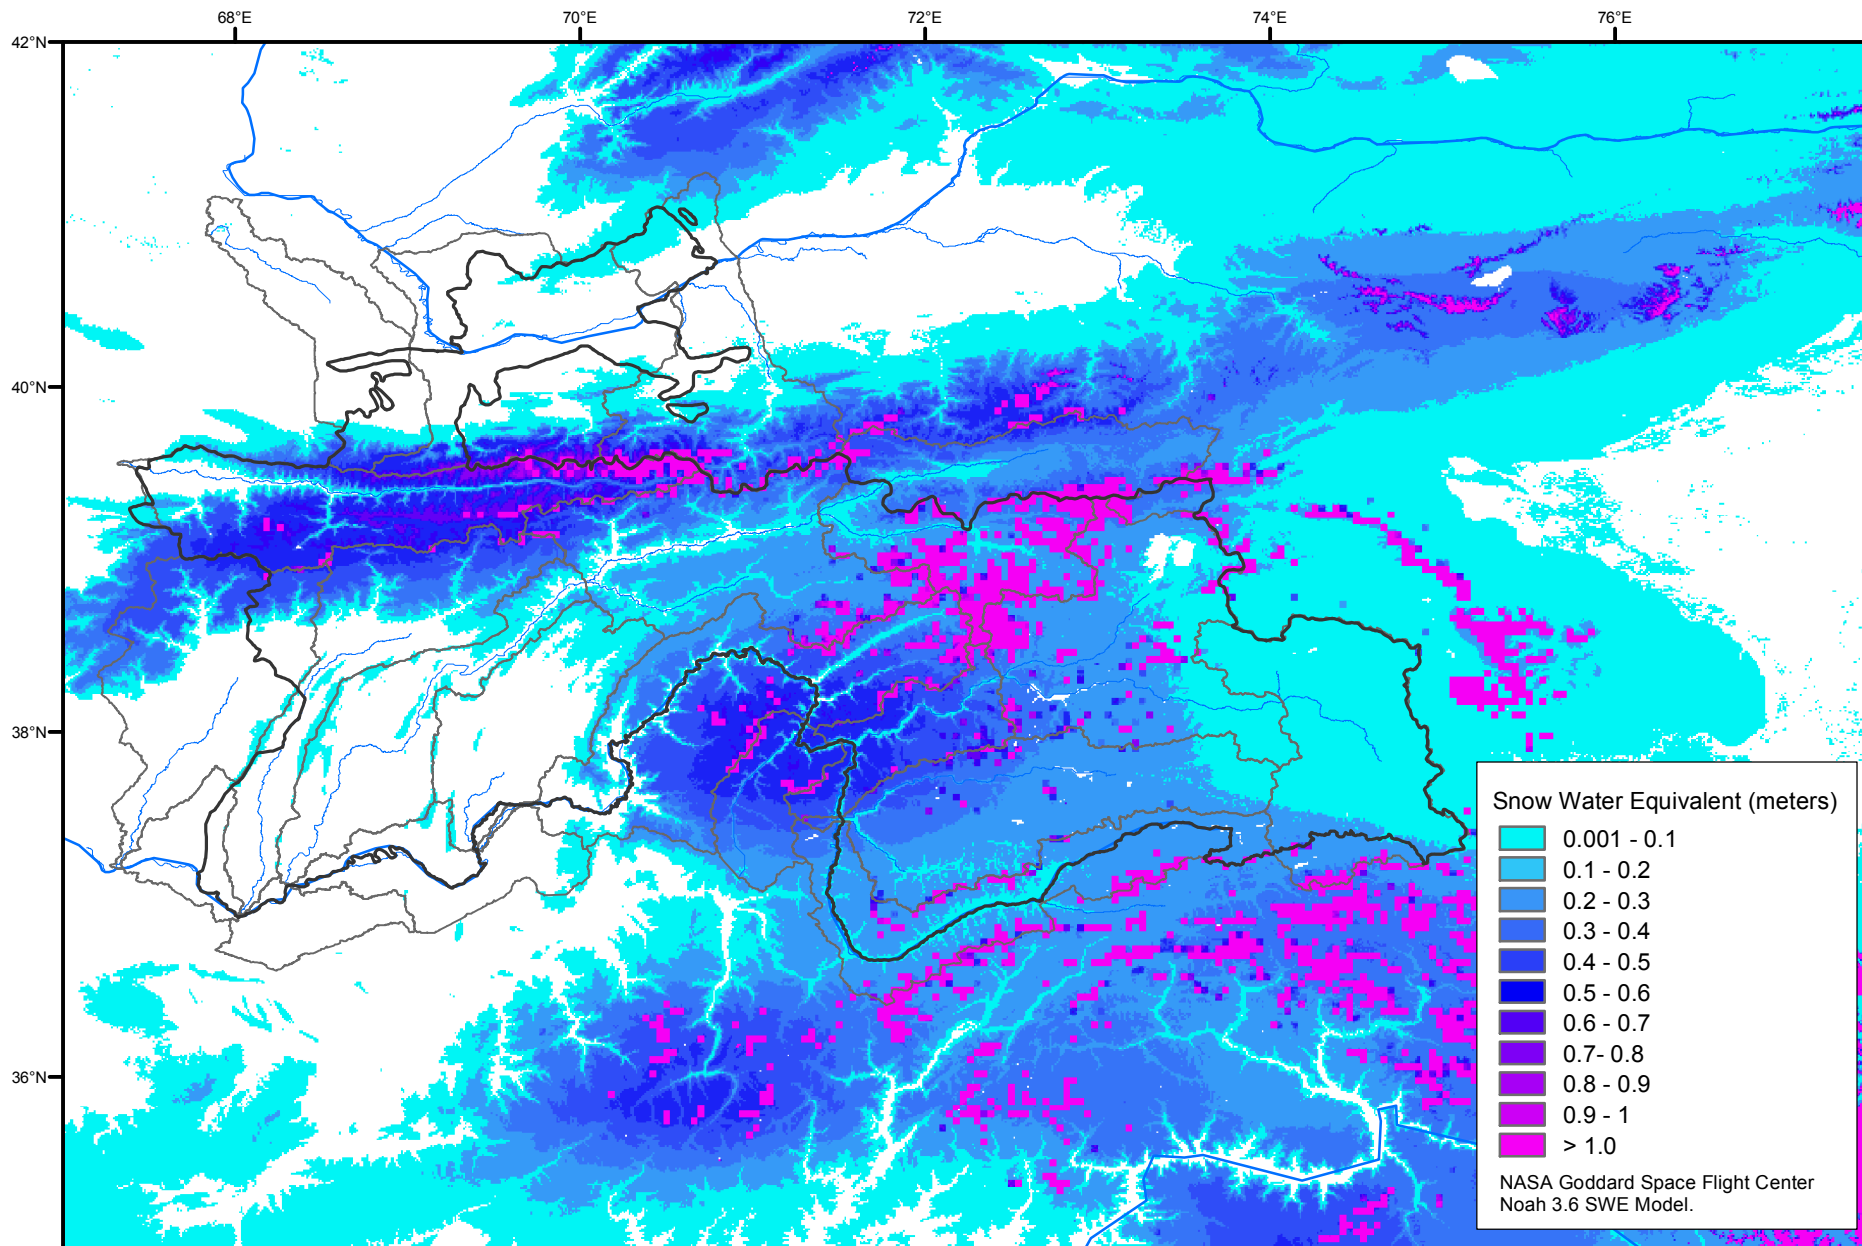 68°E 70°E 72°E 74°E 76°E
42°N
40°N
38°N
36°N
Snow Water Equivalent (meters)
0.001 - 0.1
0.1 - 0.2
0.2 - 0.3
0.3 - 0.4
0.4 - 0.5
0.5 - 0.6
0.6 - 0.7
0.7- 0.8
0.8 - 0.9
0.9 - 1
> 1.0
NASA Goddard Space Flight Center
Noah 3.6 SWE Model.